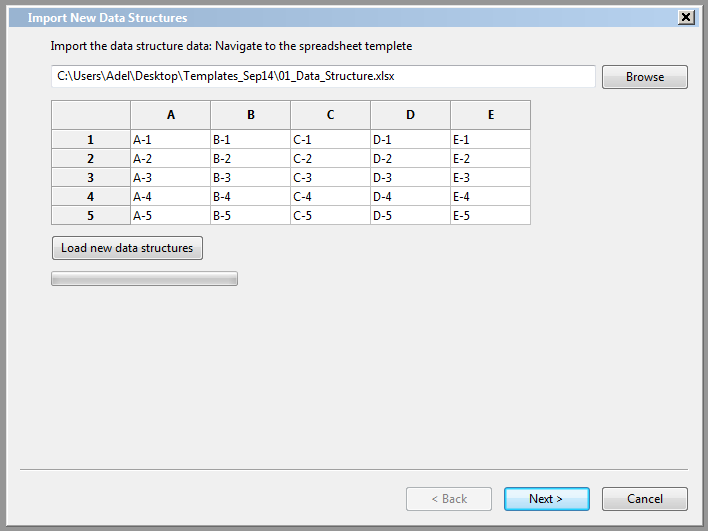 Import New Data Structures
Import the data structure data: Navigate to the spreadsheet templete
C:\Users\Adel\Desktop\Templates_Sep14\01_Data_Structure.xlsx Browse
A B C D E
1 A-1 B-1 C-1 D-1 E-1
2 A-2 B-2 C-2 D-2 E-2
3 A-3 B-3 C-3 D-3 E-3
4 A-4 B-4 C-4 D-4 E-4
5 A-5 B-5 C-5 D-5 E-5
Load new data structures
< Back Next > Cancel